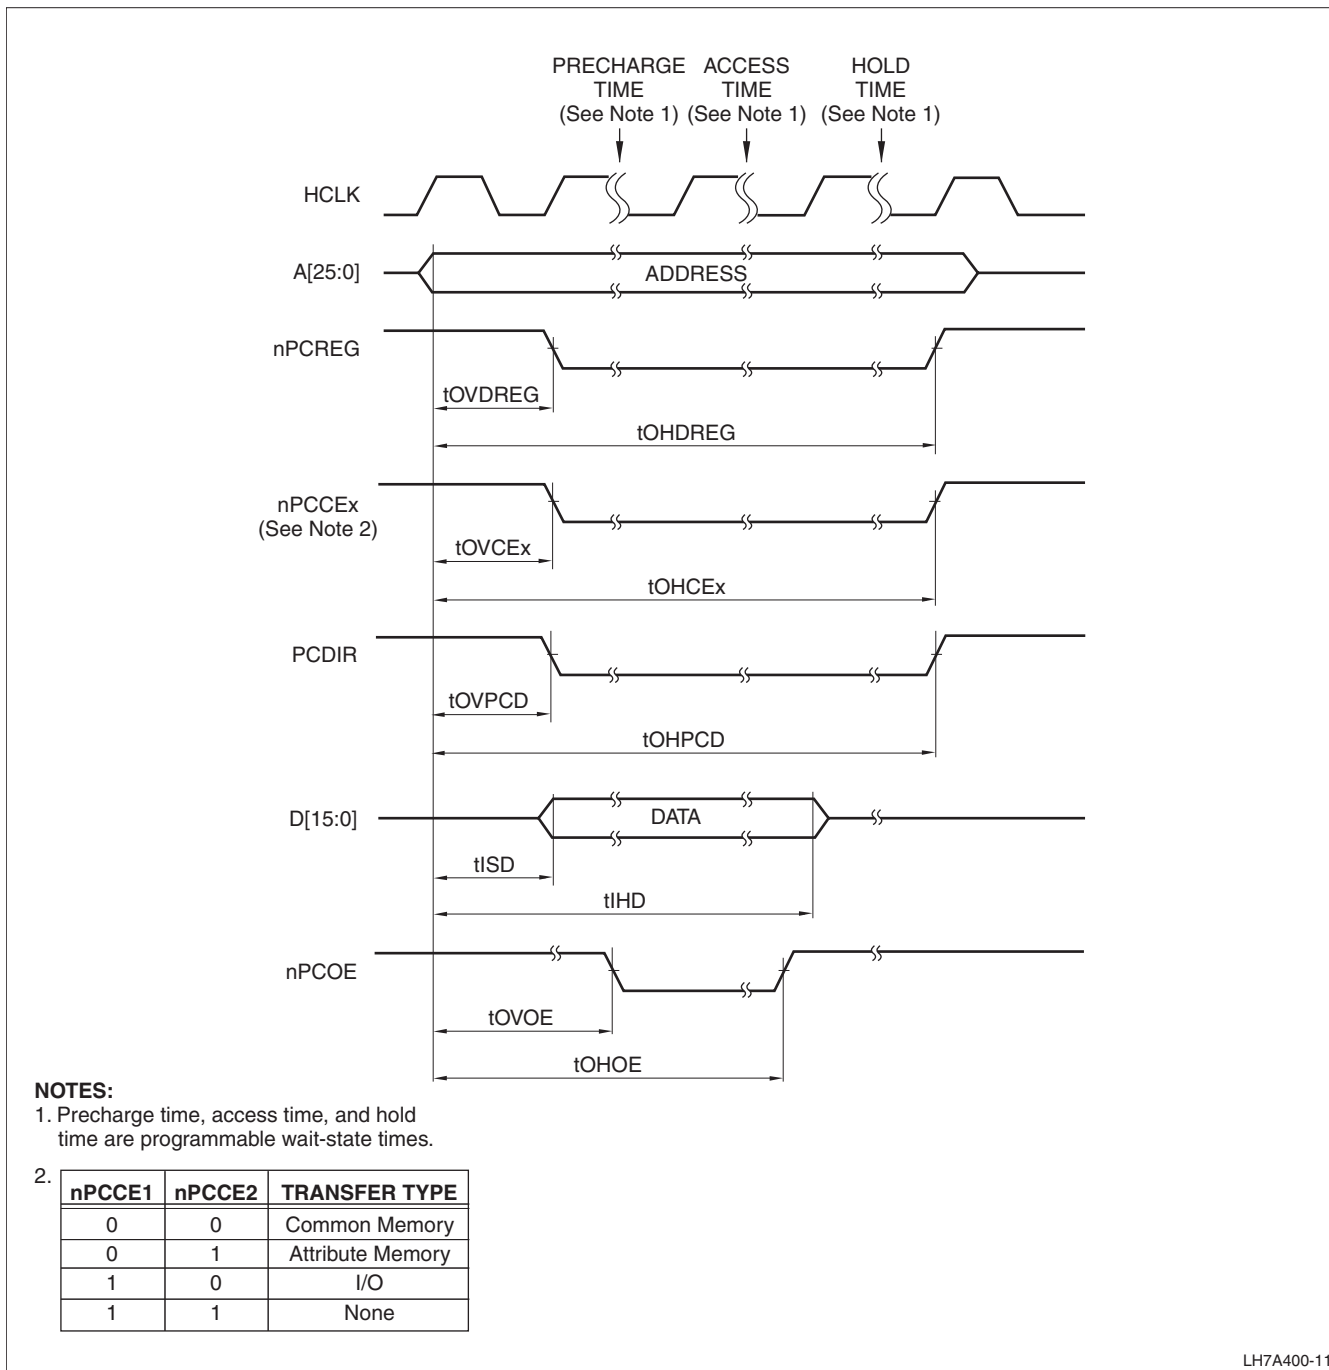 PRECHARGE TIME (See Note 1)
ACCESS TIME (See Note 1)
HOLD TIME (See Note 1)
HCLK
A[25:0]
ADDRESS
nPCREG
tOVDREG
tOHDREG
nPCCEx
(See Note 2)
tOVCEx
tOHCEx
PCDIR
tOVPCD
tOHPCD
D[15:0]
DATA
tISD
tIHD
nPCOE
tOVOE
tOHOE
NOTES:
1. Precharge time, access time, and hold
time are programmable wait-state times.
2.
nPCCE1 nPCCE2 TRANSFER TYPE
0 0 Common Memory
0 1 Attribute Memory
1 0 I/O
1 1 None
LH7A400-11